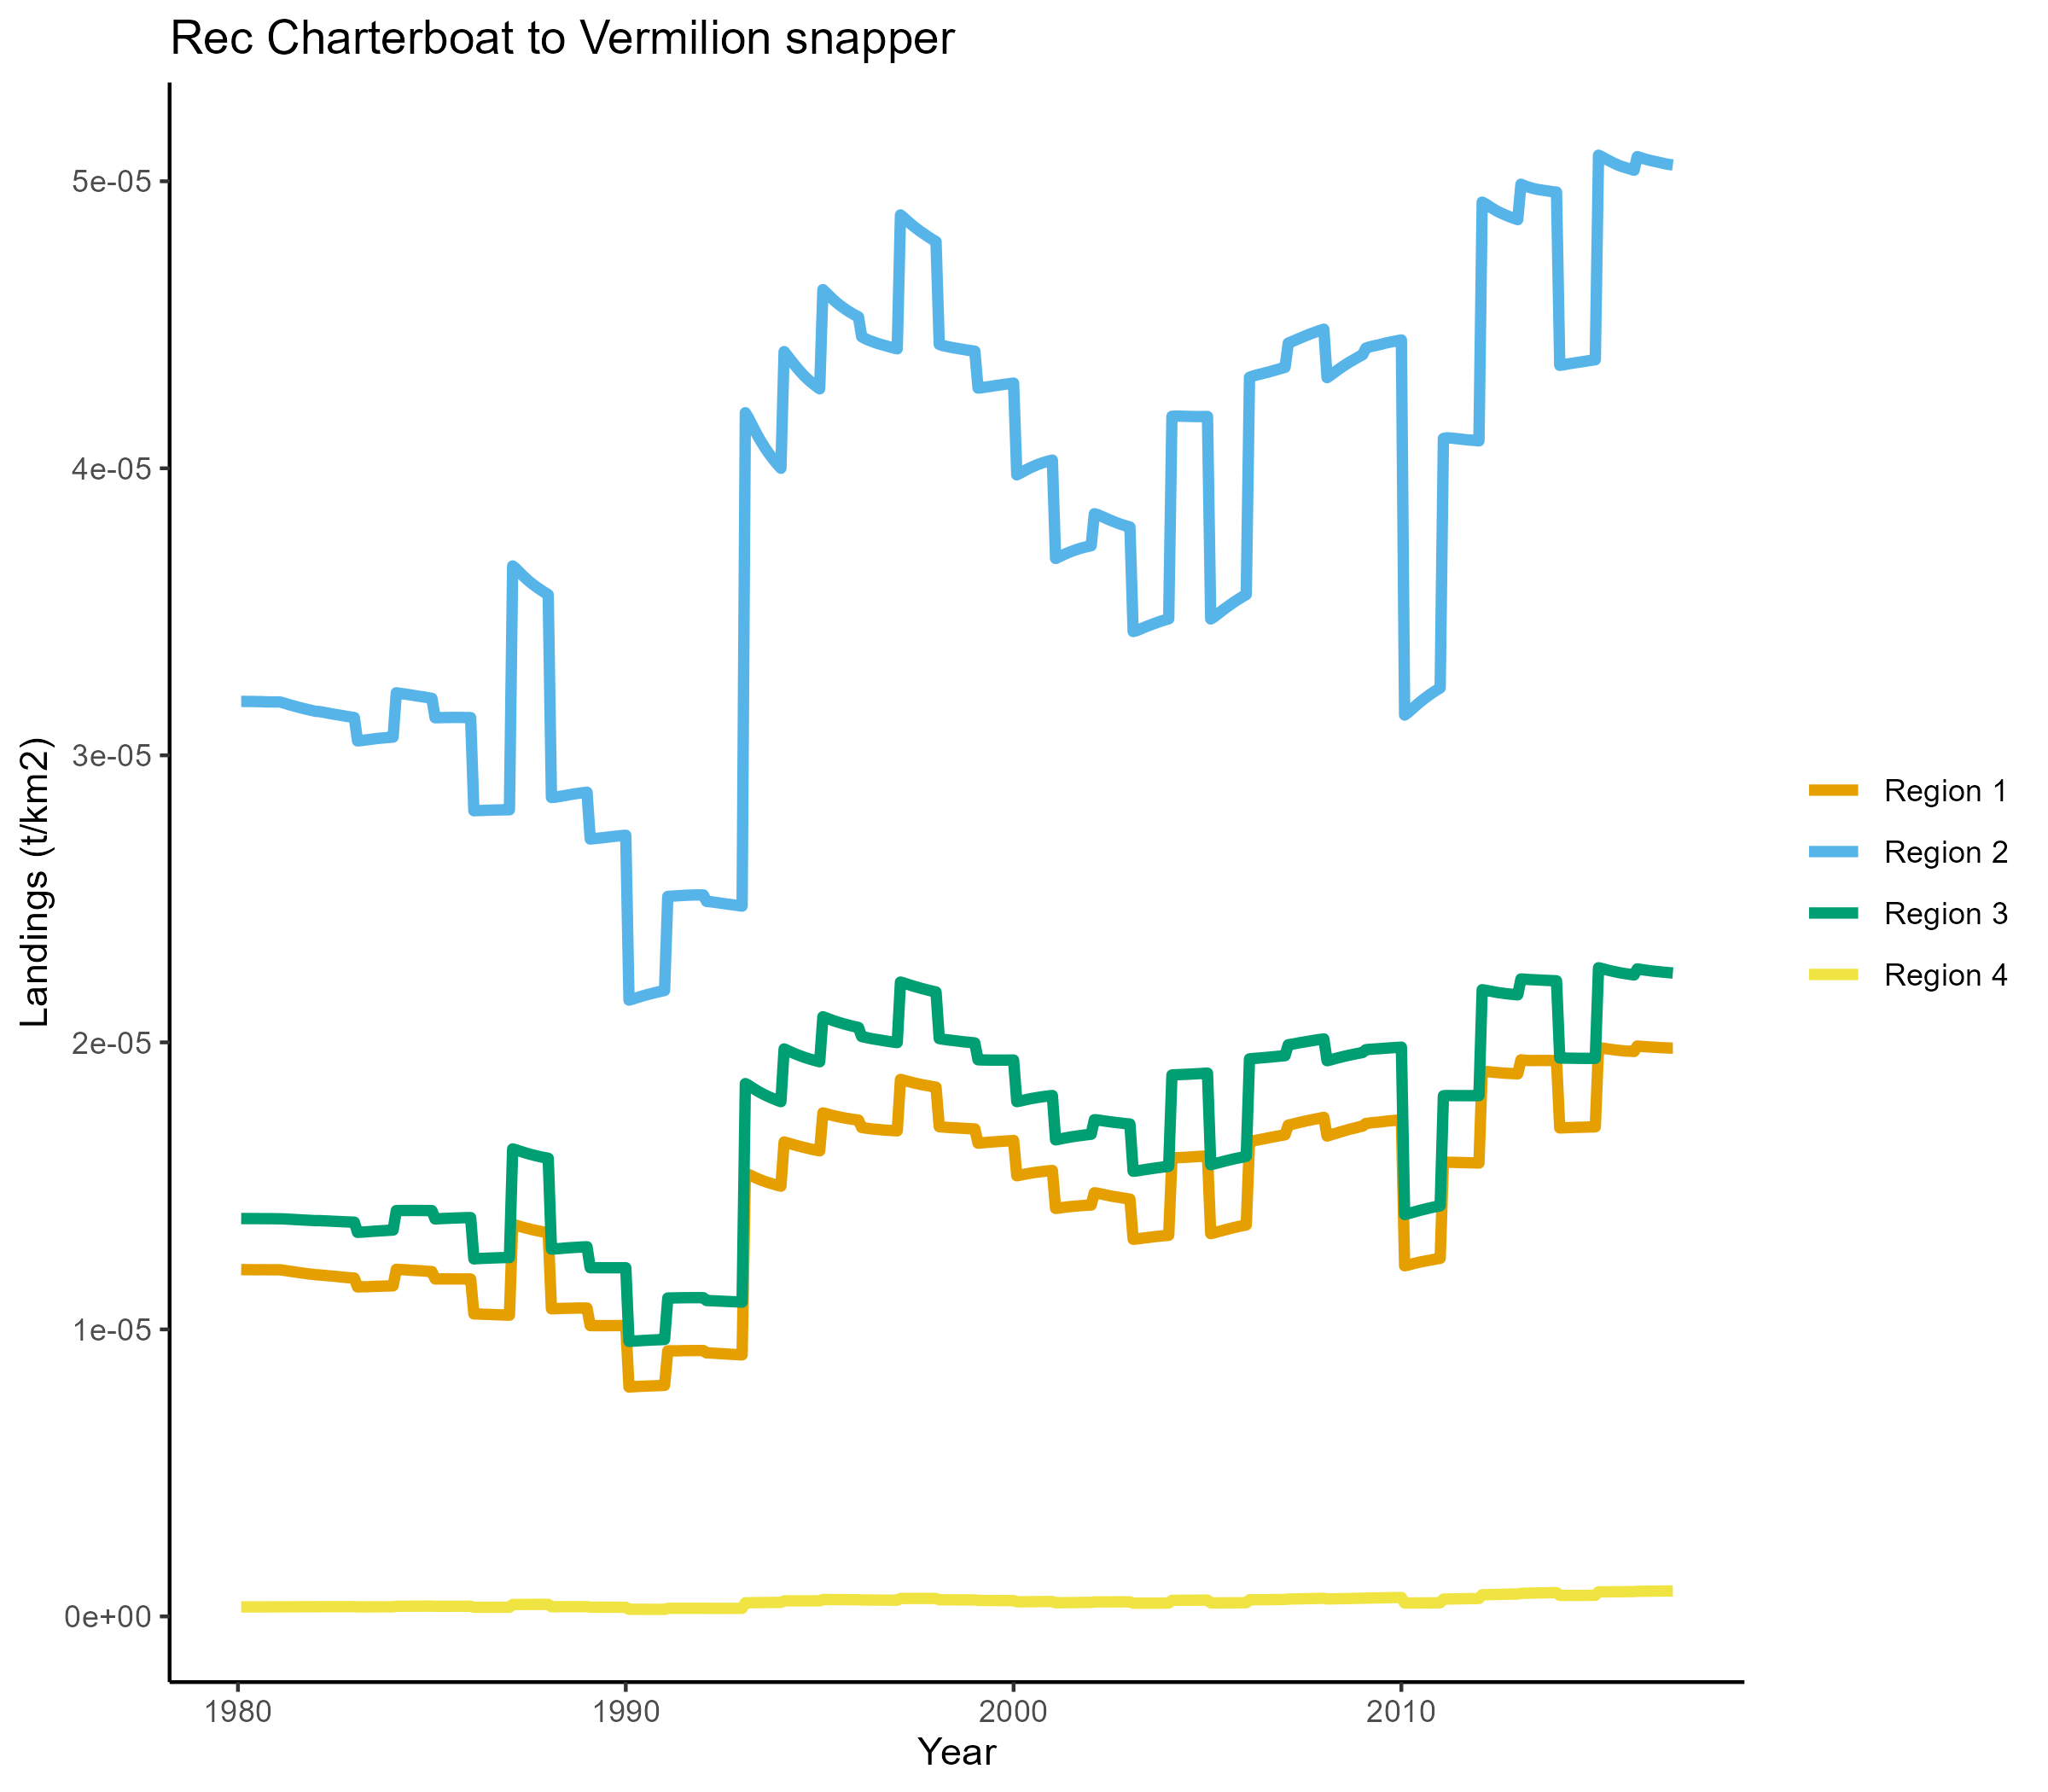 Rec Charterboat to Vermilion snapper
Landings (t/km2)
5e-05
4e-05
3e-05
2e-05
1e-05
0e+00
1980
1990
2000
2010
Year
Region 1
Region 2
Region 3
Region 4